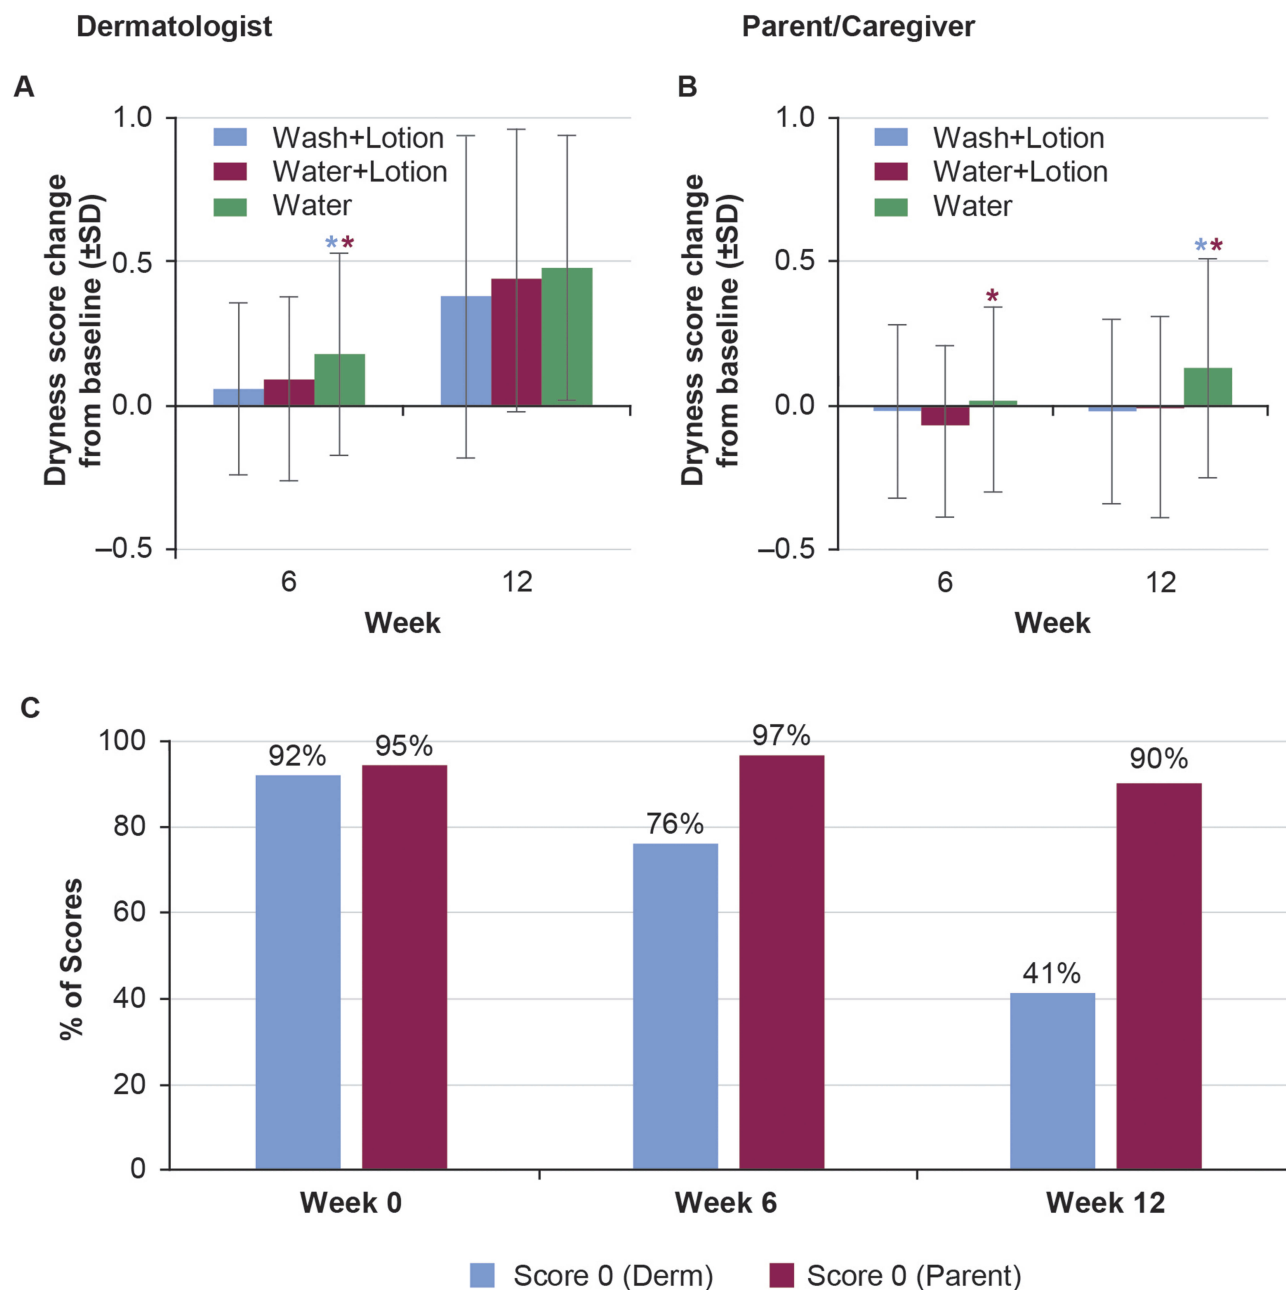 Dermatologist
Parent/Caregiver
A
Dryness score change
from baseline (±SD)
1.0
0.5
0.0
–0.5
Wash+Lotion
Water+Lotion
Water
**
6
12
Week
B
Dryness score change
from baseline (±SD)
1.0
0.5
0.0
–0.5
Wash+Lotion
Water+Lotion
Water
*
**
6
12
Week
C
% of Scores
100
80
60
40
20
0
92%
95%
76%
97%
41%
90%
Week 0
Week 6
Week 12
Score 0 (Derm)
Score 0 (Parent)